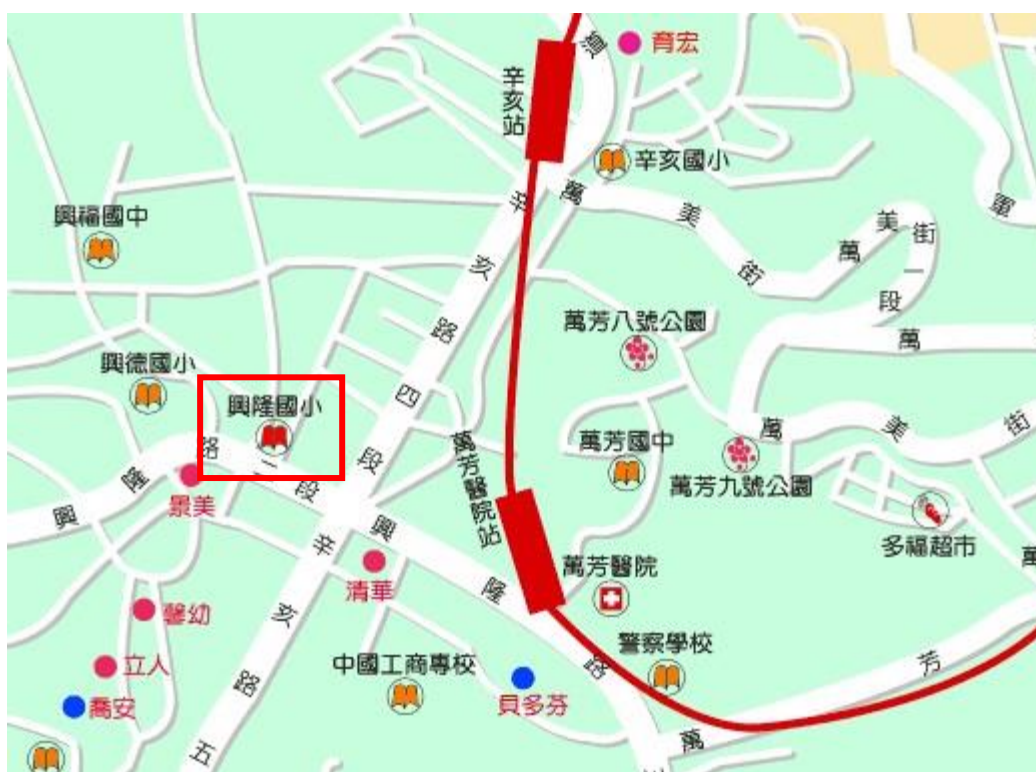 育宏
辛亥站
辛亥國小
興福國中
辛亥路四段
萬美街
萬美街一段
軍
萬芳八號公園
萬
興德國小
興隆國小
萬美街
萬芳國中
萬芳九號公園
興隆路二段
景美
萬芳醫院站
多福超市
興隆路
清華
萬芳醫院
馨幼
辛亥路五
立人
中國工商專校
警察學校
喬安
貝多芬
萬芳
萬